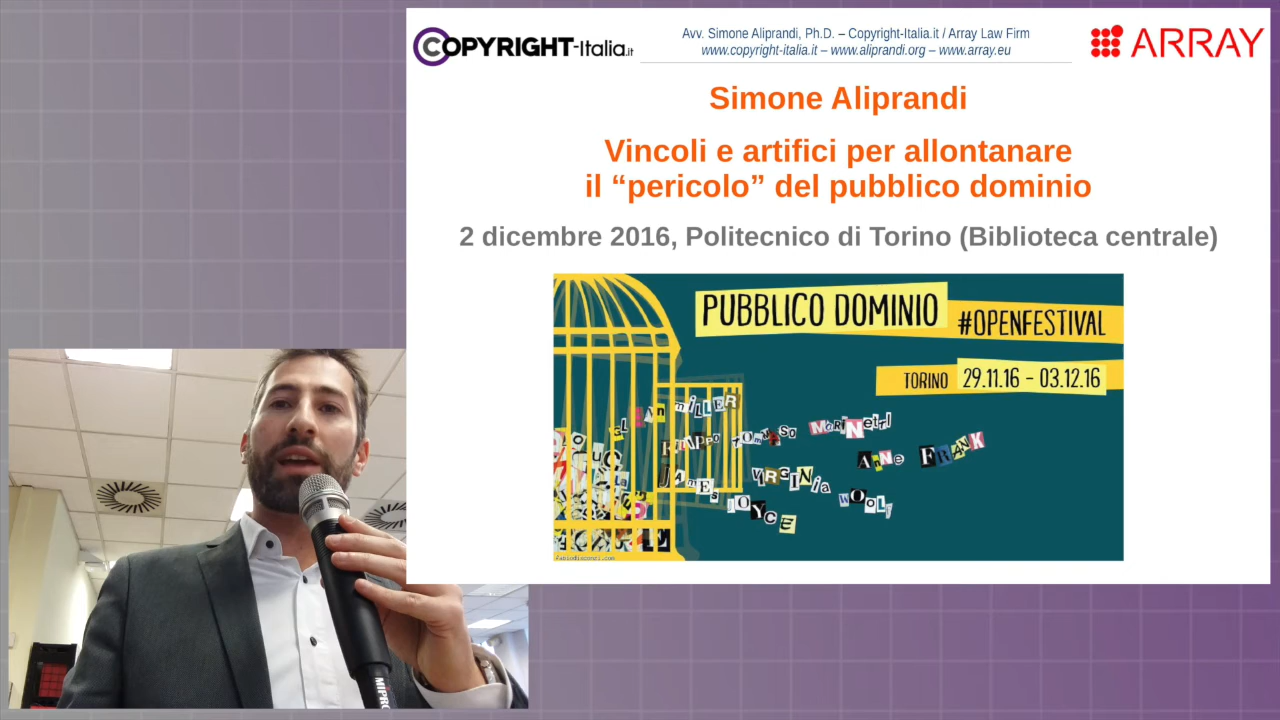 COPYRIGHT-Italia.it
Avv. Simone Aliprandi, Ph.D. – Copyright-Italia.it / Array Law Firm
www.copyright-italia.it – www.aliprandi.org – www.array.eu
ARRAY
Simone Aliprandi
Vincoli e artifici per allontanare
il “pericolo” del pubblico dominio
2 dicembre 2016, Politecnico di Torino (Biblioteca centrale)
PUBBLICO DOMINIO
#OPENFESTIVAL
TORINO 29.11.16 - 03.12.16
miLLER
TOmmASO MARiNettI
Anne FRANK
VIRGINia WOOLf
JAmES JOYCE
MIPRO